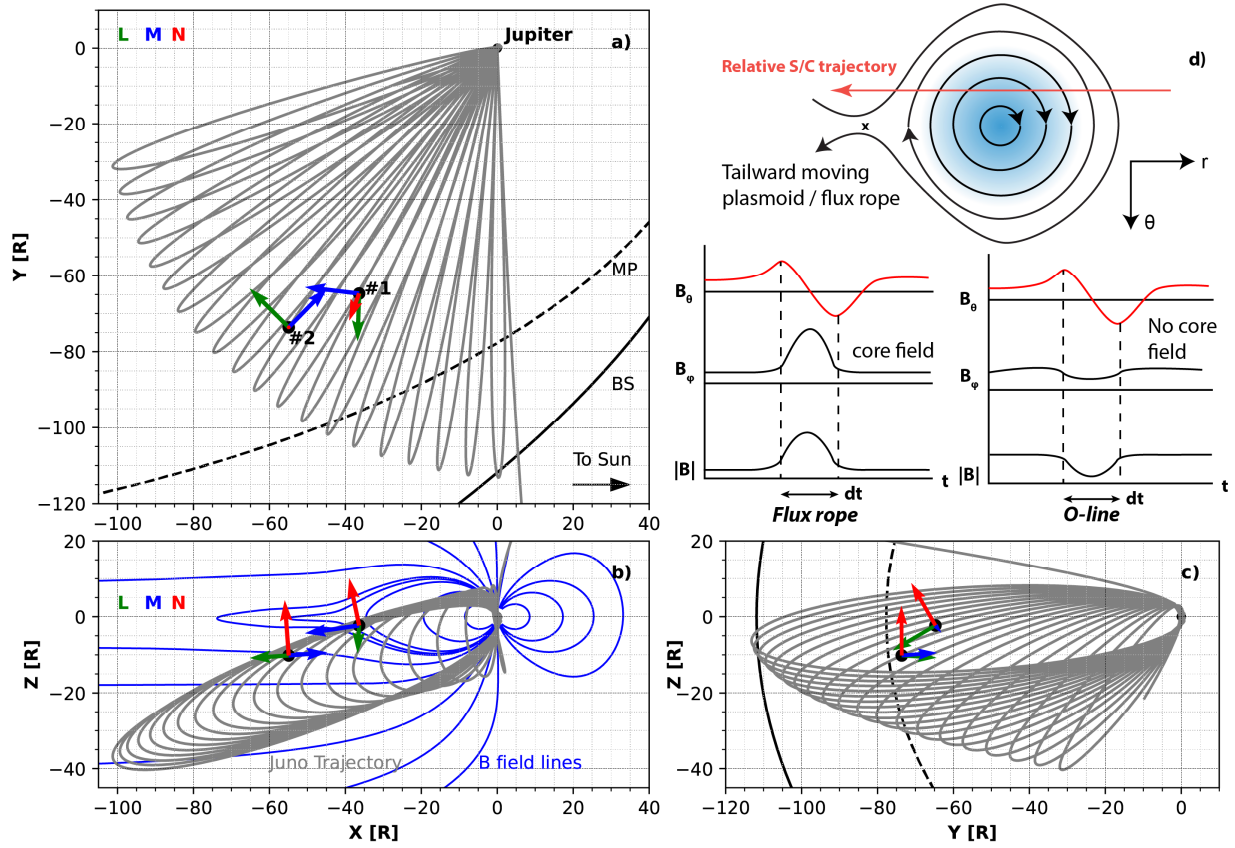 L M N
Jupiter
a)
#1
#2
MP
BS
To Sun
0
−20
−40
−60
−80
−100
−120
Y [R]
−100 −80 −60 −40 −20 0 20 40
d)
Relative S/C trajectory
x
Tailward moving
plasmoid / flux rope
r
θ
Bθ
Bφ
|B|
core field
t
dt
Flux rope
Bθ
Bφ
|B|
No core
field
t
dt
O-line
L M N
b)
20
0
−20
−40
Z [R]
Juno Trajectory
B field lines
−100 −80 −60 −40 −20 0 20 40
X [R]
c)
20
0
−20
−40
Z [R]
−120 −100 −80 −60 −40 −20 0
Y [R]